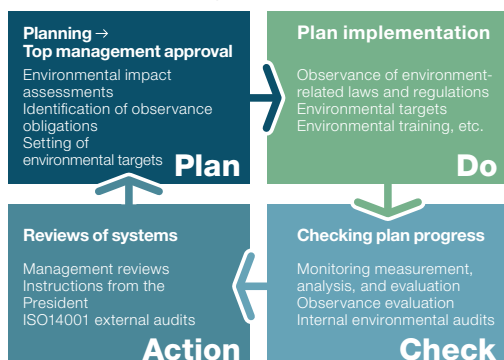 Planning →
Top management approval
Environmental impact
assessments
Identification of observance
obligations
Setting of
environmental targets
Plan
Plan implementation
Observance of environment-
related laws and regulations
Environmental targets
Environmental training, etc.
Do
Reviews of systems
Management reviews
Instructions from the
President
ISO14001 external audits
Action
Checking plan progress
Monitoring measurement,
analysis, and evaluation
Observance evaluation
Internal environmental audits
Check